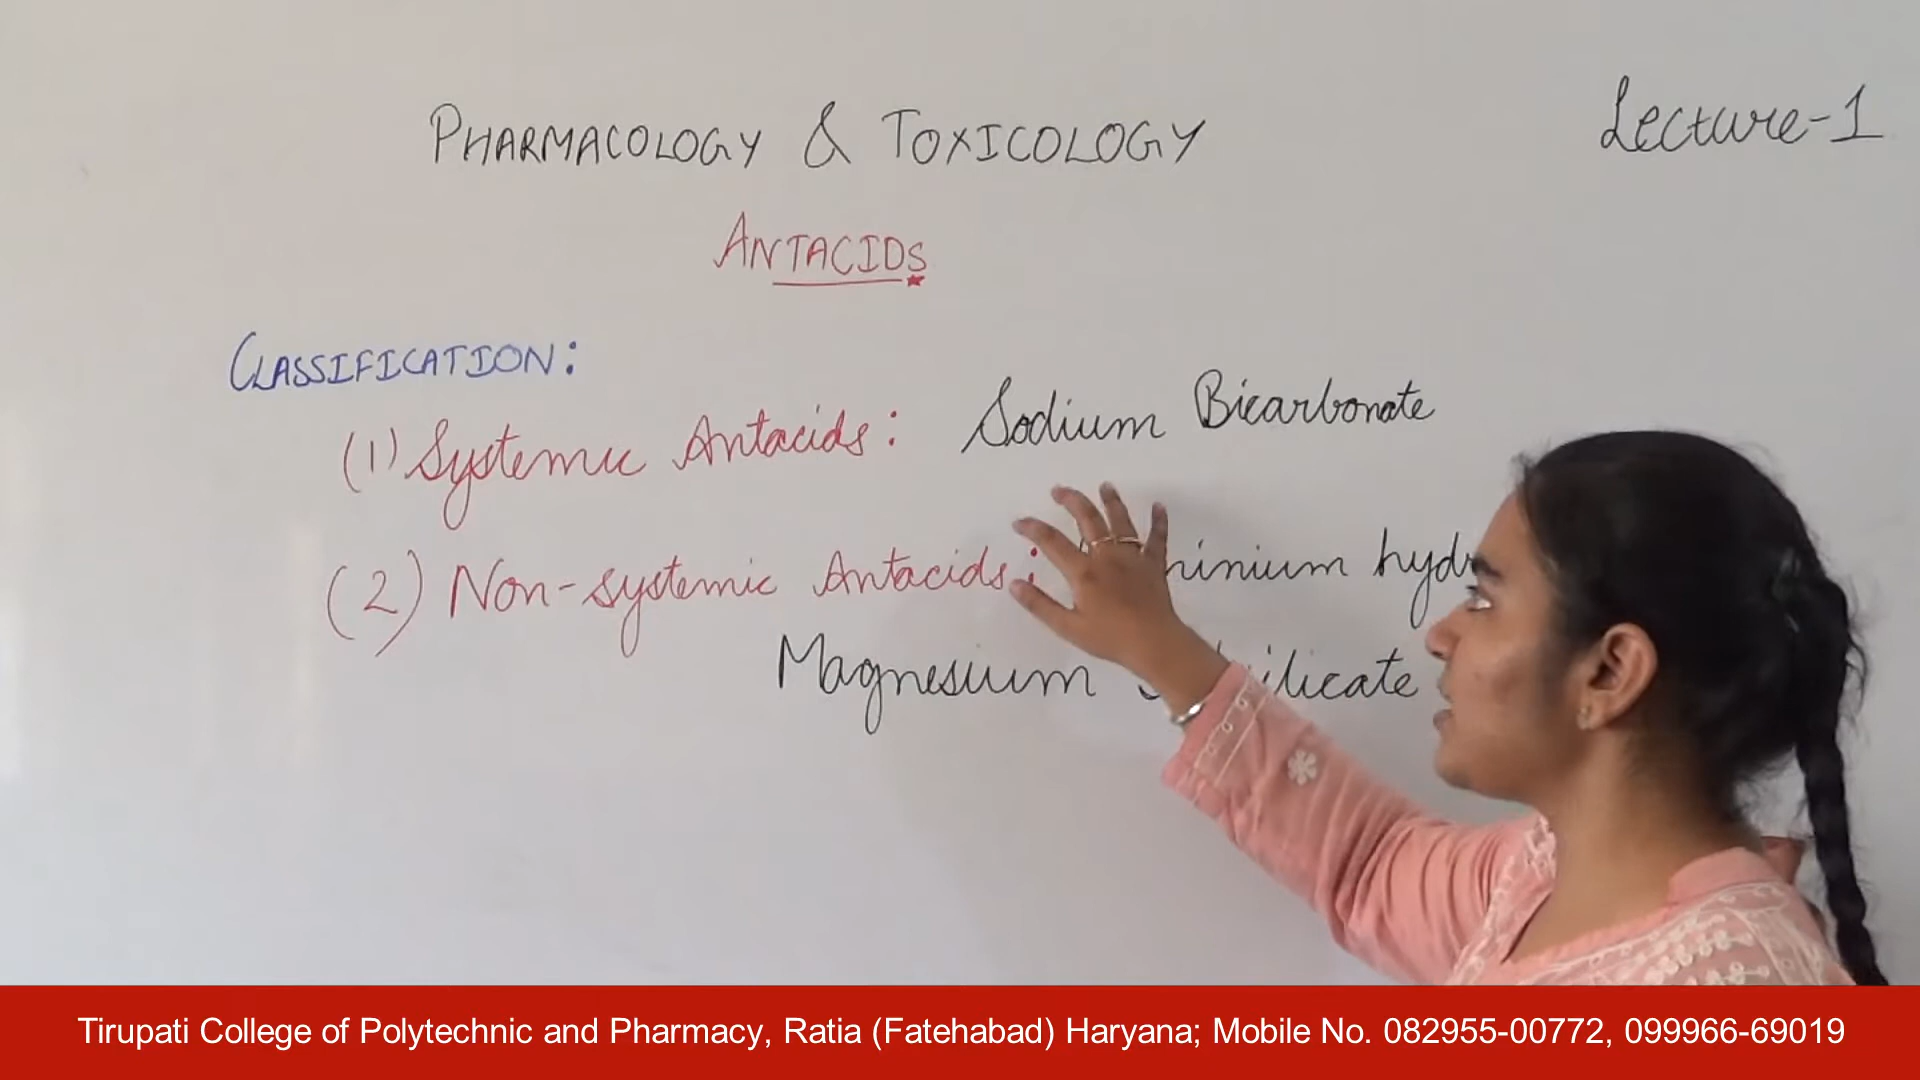 PHARMACOLOGY & TOXICOLOGY
Lecture-1
ANTACIDS
CLASSIFICATION:
(1) Systemic Antacids: Sodium Bicarbonate
(2) Non-systemic Antacids:
Magnesium
Tirupati College of Polytechnic and Pharmacy, Ratia (Fatehabad) Haryana; Mobile No. 082955-00772, 099966-69019